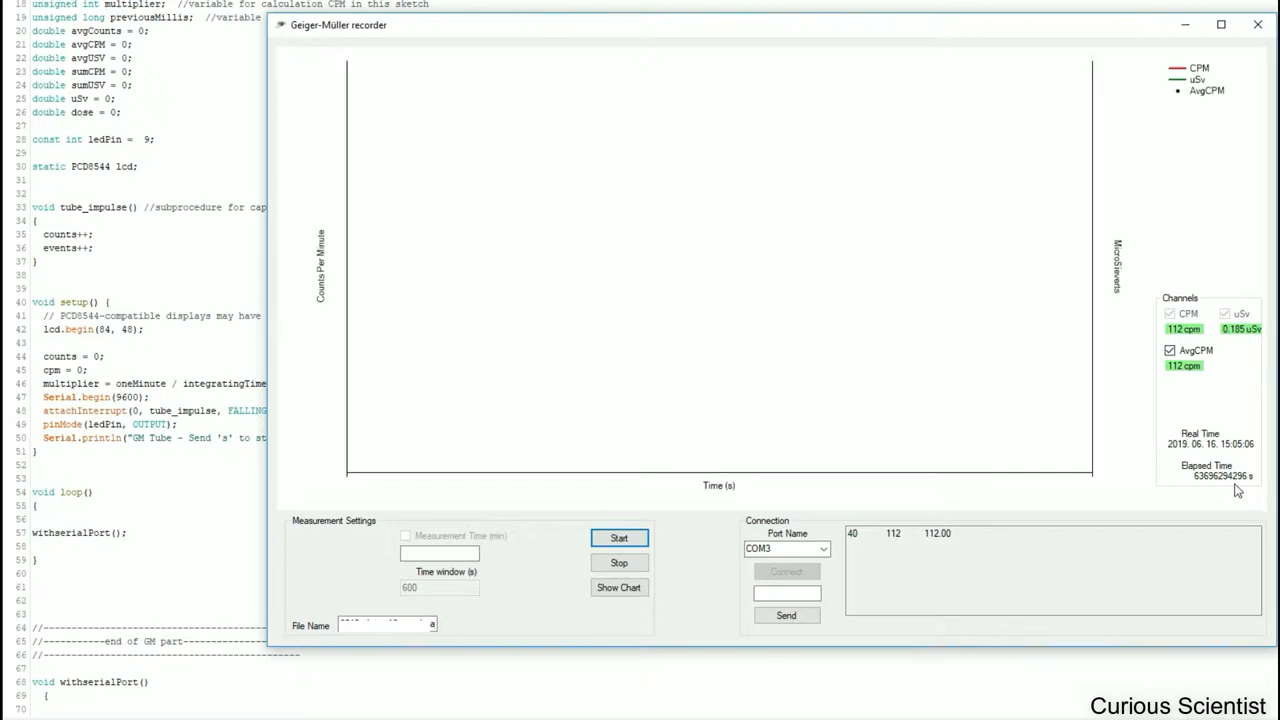 18 unsigned int multiplier; //variable for calculation CPM in this sketch
19 unsigned long previousMillis; //variable
20 double avgCounts = 0;
21 double avgCPM = 0;
22 double avgUSV = 0;
23 double sumCPM = 0;
24 double sumUSV = 0;
25 double uSv = 0;
26 double dose = 0;
27
28 const int ledPin = 9;
29
30 static PCD8544 lcd;
31
32
33 void tube_impulse() //subprocedure for cap
34 {
35 counts++;
36 events++;
37 }
38
39
40 void setup() {
41 // PCD8544-compatible displays may have
42 lcd.begin(84, 48);
43
44 counts = 0;
45 cpm = 0;
46 multiplier = oneMinute / integratingTime
47 Serial.begin(9600);
48 attachInterrupt(0, tube_impulse, FALLING
49 pinMode(ledPin, OUTPUT);
50 Serial.println("GM Tube - Send 's' to st
51 }
52
53
54 void loop()
55 {
56
57 withserialPort();
58
59 }
60
61
62
63
64 //---------------------------------------
65 //-----------end of GM part---------------
66 //-----------------------------------------------
67
68 void withserialPort()
69 {
70
Geiger-Müller recorder
CPM
uSv
AvgCPM
Counts Per Minute
MicroSieverts
Time (s)
Channels
CPM uSv
112 cpm 0.185 uSv
AvgCPM
112 cpm
Real Time
2019. 06. 16. 15:05:06
Elapsed Time
63696294296 s
Measurement Settings
Measurement Time (min)
Time window (s)
600
File Name
Start
Stop
Show Chart
Connection
Port Name
COM3
Connect
Send
40 112 112.00
Curious Scientist